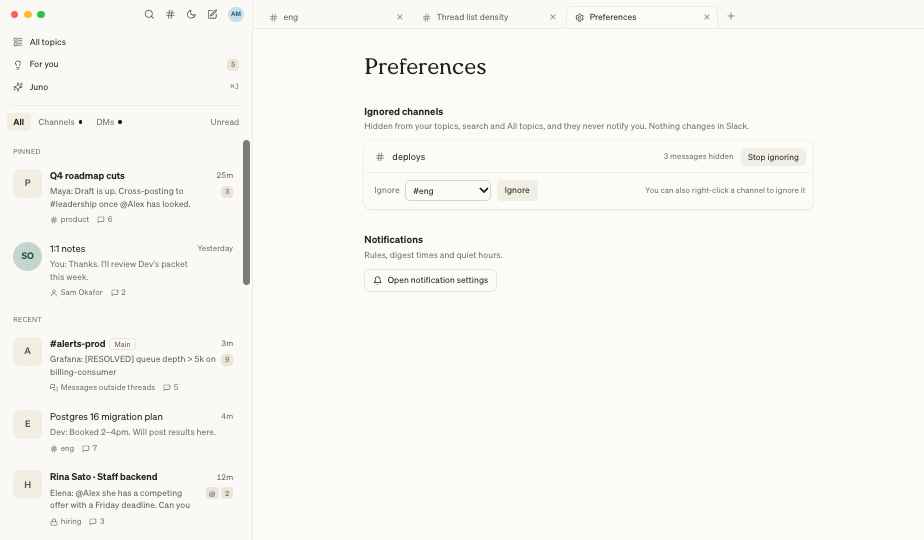 AM
eng
Thread list density
Preferences
All topics
For you 5
Juno ⌘J
All Channels DMs Unread
PINNED
P Q4 roadmap cuts 25m
Maya: Draft is up. Cross-posting to 3
#leadership once @Alex has looked.
# product 6
SO 1:1 notes Yesterday
You: Thanks. I'll review Dev's packet
this week.
Sam Okafor 2
RECENT
A #alerts-prod Main 3m
Grafana: [RESOLVED] queue depth > 5k on 9
billing-consumer
Messages outside threads 5
E Postgres 16 migration plan 4m
Dev: Booked 2–4pm. Will post results here.
# eng 7
H Rina Sato · Staff backend 12m
Elena: @Alex she has a competing @ 2
offer with a Friday deadline. Can you
hiring 3
Preferences
Ignored channels
Hidden from your topics, search and All topics, and they never notify you. Nothing changes in Slack.
# deploys 3 messages hidden Stop ignoring
Ignore #eng Ignore You can also right-click a channel to ignore it
Notifications
Rules, digest times and quiet hours.
Open notification settings